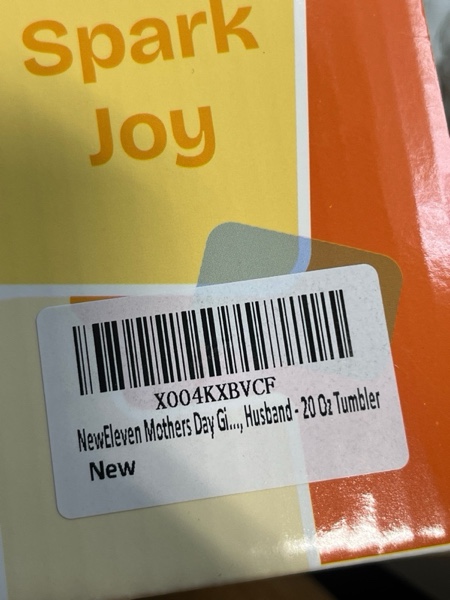 Spark
Joy
X004KXBVCF
NewEleven Mothers Day Gi..., Husband - 20 Oz Tumbler
New